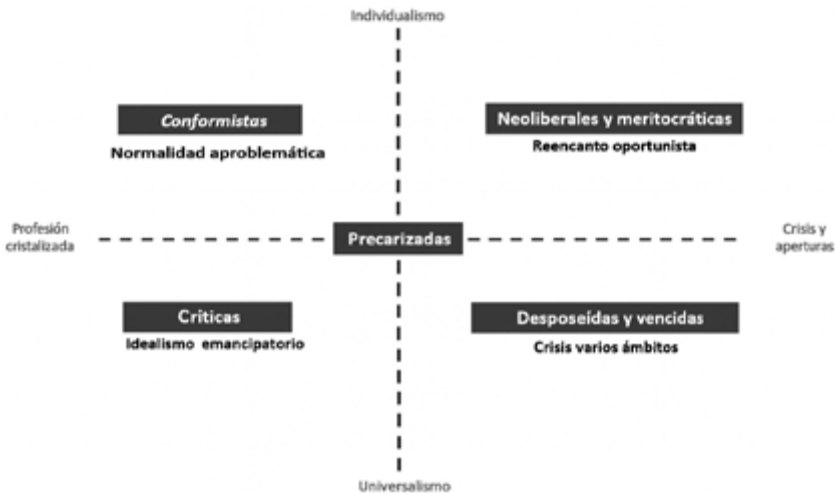 Individualismo
Conformistas
Normalidad aproblemática
Neoliberales y meritocráticas
Reencanto oportunista
Profesión
cristalizada
Precarizadas
Crisis y
aperturas
Críticas
Idealismo emancipatorio
Desposeídas y vencidas
Crisis varios ámbitos
Universalismo